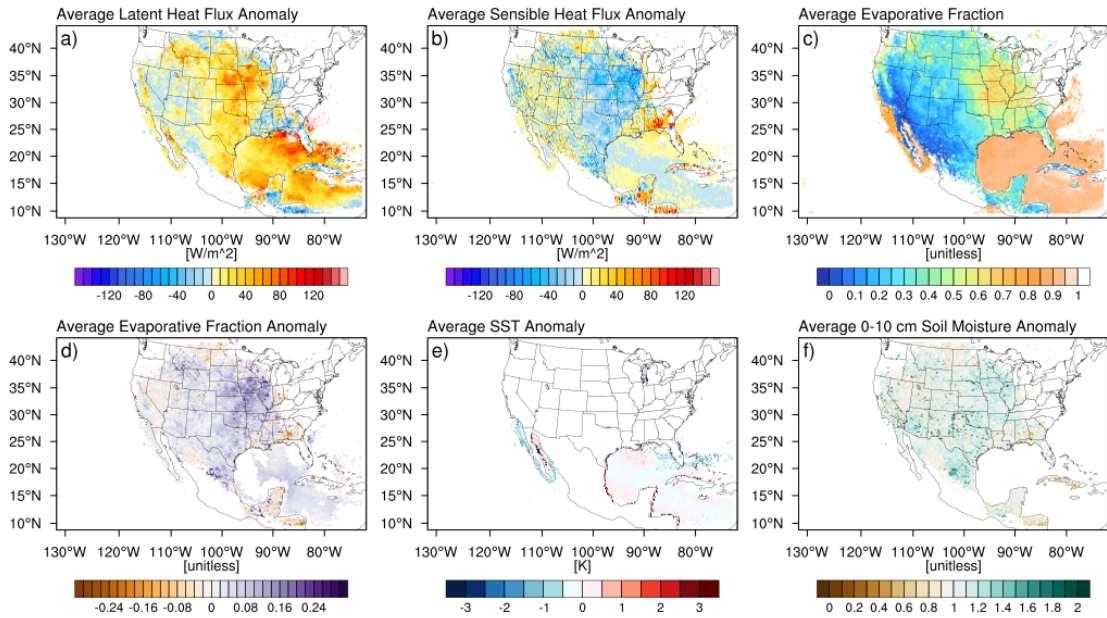 Average Latent Heat Flux Anomaly
a)
40°N
35°N
30°N
25°N
20°N
15°N
10°N
130°W 120°W 110°W 100°W 90°W 80°W
[W/m^2]
-120 -80 -40 0 40 80 120
Average Sensible Heat Flux Anomaly
b)
40°N
35°N
30°N
25°N
20°N
15°N
10°N
130°W 120°W 110°W 100°W 90°W 80°W
[W/m^2]
-120 -80 -40 0 40 80 120
Average Evaporative Fraction
c)
40°N
35°N
30°N
25°N
20°N
15°N
10°N
130°W 120°W 110°W 100°W 90°W 80°W
[unitless]
0 0.1 0.2 0.3 0.4 0.5 0.6 0.7 0.8 0.9 1
Average Evaporative Fraction Anomaly
d)
40°N
35°N
30°N
25°N
20°N
15°N
10°N
130°W 120°W 110°W 100°W 90°W 80°W
[unitless]
-0.24 -0.16 -0.08 0 0.08 0.16 0.24
Average SST Anomaly
e)
40°N
35°N
30°N
25°N
20°N
15°N
10°N
130°W 120°W 110°W 100°W 90°W 80°W
[K]
-3 -2 -1 0 1 2 3
Average 0-10 cm Soil Moisture Anomaly
f)
40°N
35°N
30°N
25°N
20°N
15°N
10°N
130°W 120°W 110°W 100°W 90°W 80°W
[unitless]
0 0.2 0.4 0.6 0.8 1 1.2 1.4 1.6 1.8 2